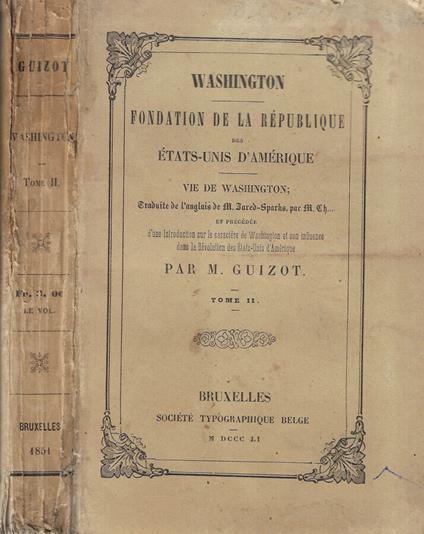 GUIZOT
WASHINGTON
TOME II.
Fr. 3. 00
LE VOL.
BRUXELLES
1851
WASHINGTON
FONDATION DE LA RÉPUBLIQUE
DES
ÉTATS-UNIS D'AMÉRIQUE
VIE DE WASHINGTON;
Traduite de l'anglais de M. Jared-Sparks, par M. Ch...
ET PRÉCÉDÉE
d'une Introduction sur le caractère de Washington et son influence
dans la Révolution des États-Unis d'Amérique
PAR M. GUIZOT.
TOME II.
BRUXELLES
SOCIÉTÉ TYPOGRAPHIQUE BELGE
M DCCC LI